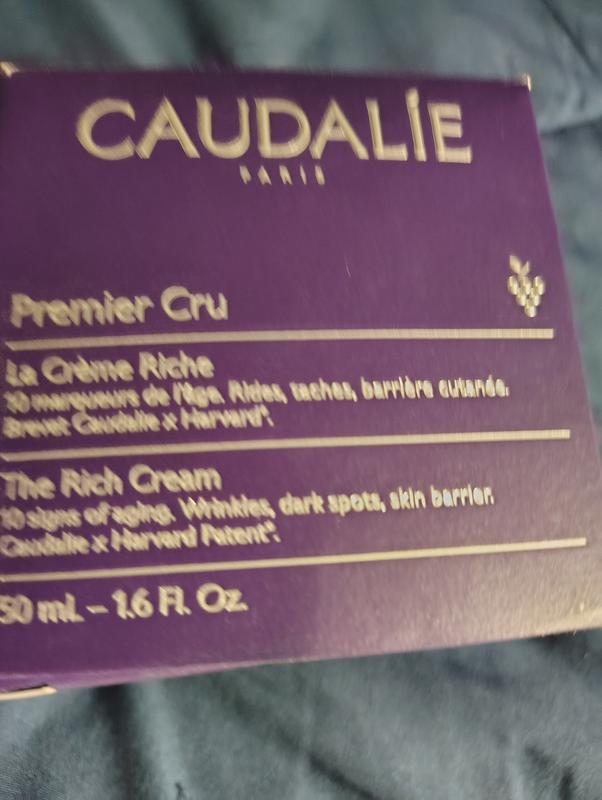 CAUDALÍE
PARIS
Premier Cru
La Crème Riche
10 marqueurs de l'âge. Rides, taches, barrière cutanée.
Brevet Caudalie x Harvard*.
The Rich Cream
10 signs of aging. Wrinkles, dark spots, skin barrier.
Caudalie x Harvard Patent*.
50 mL – 1.6 Fl. Oz.